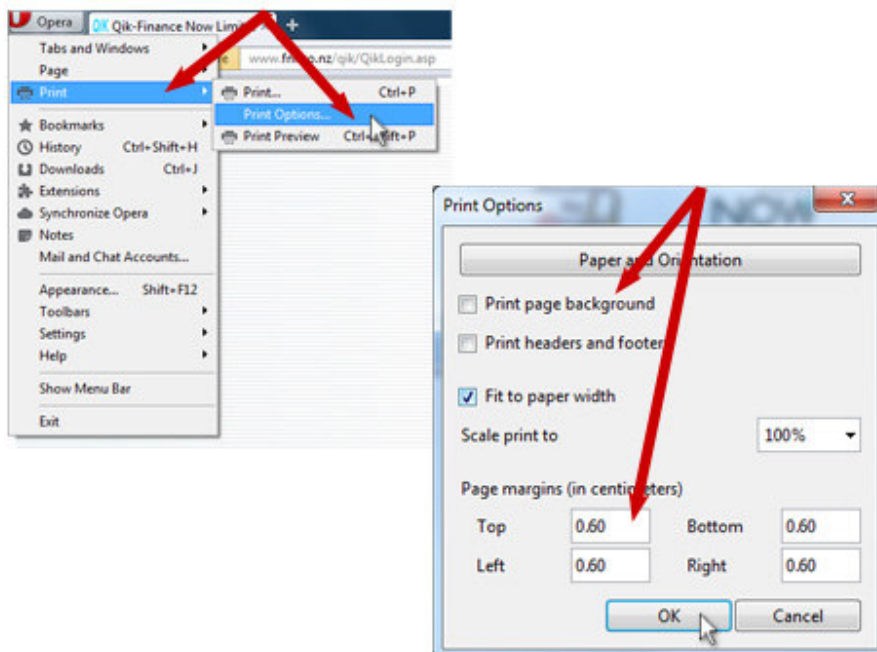 Opera
Qik-Finance Now
Tabs and Windows
www.
.nz/qik/QikLogin.asp
Page
Print
Print... Ctrl+P
Print Options...
Bookmarks
Print Preview
History Ctrl+Shift+H
Downloads Ctrl+J
Extensions
Synchronize Opera
Notes
Mail and Chat Accounts...
Appearance... Shift+F12
Toolbars
Settings
Help
Show Menu Bar
Exit
Print Options
NOW
Paper and Orientation
Print page background
Print headers and footer
Fit to paper width
Scale print to 100%
Page margins (in centimeters)
Top 0.60 Bottom 0.60
Left 0.60 Right 0.60
OK Cancel